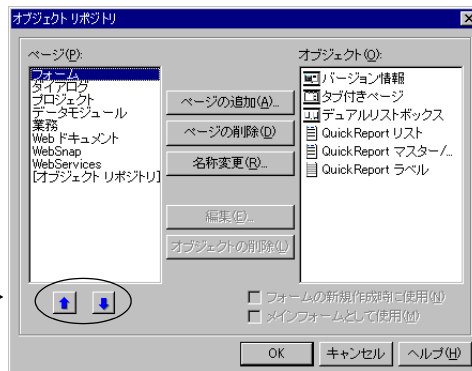 オブジェクト リポジトリ
ページ(P):
フォーム
ダイアログ
プロジェクト
データモジュール
業務
Web ドキュメント
WebSnap
WebServices
[オブジェクト リポジトリ]
ページの追加(A)...
ページの削除(D)
名称変更(R)...
編集(E)...
オブジェクトの削除(L)
オブジェクト(O):
バージョン情報
タブ付きページ
デュアルリストボックス
QuickReport リスト
QuickReport マスター/...
QuickReport ラベル
フォームの新規作成時に使用(N)
メインフォームとして使用(M)
OK
キャンセル
ヘルプ(H)